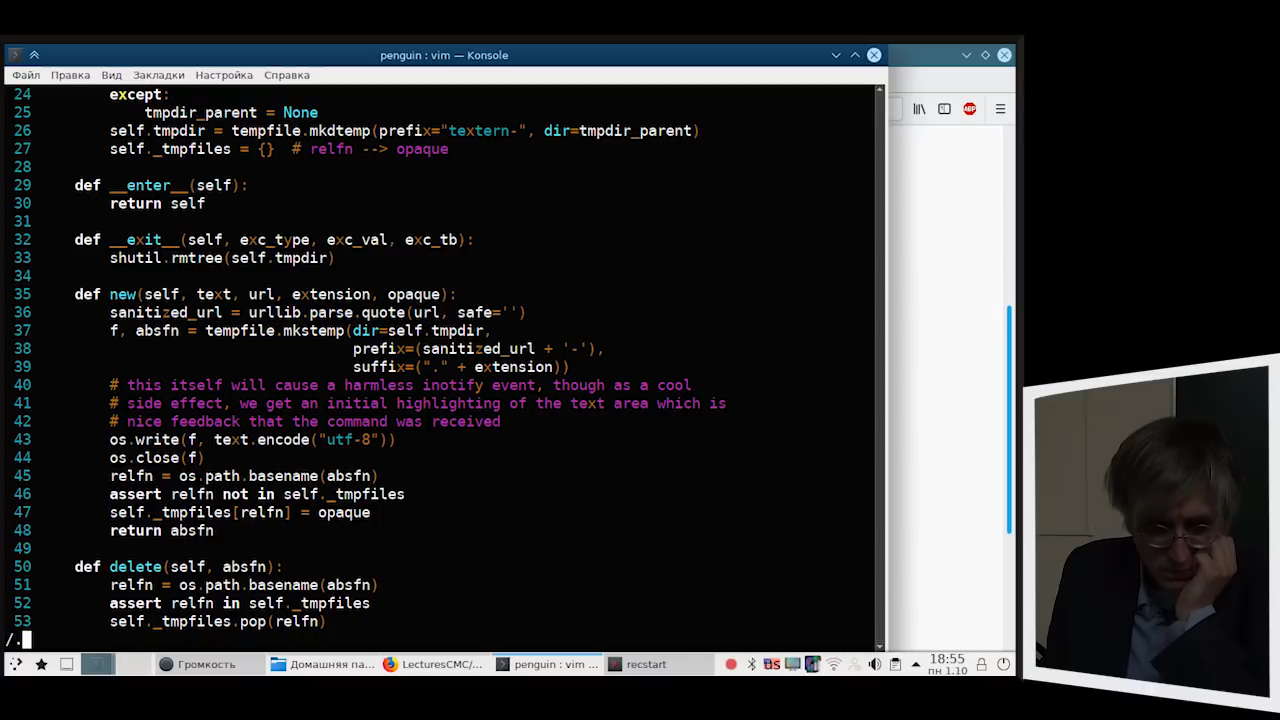 penguin : vim — Konsole
Файл Правка Вид Закладки Настройка Справка
24 except:
25 tmpdir_parent = None
26 self.tmpdir = tempfile.mkdtemp(prefix="textern-", dir=tmpdir_parent)
27 self._tmpfiles = {} # relfn --> opaque
28
29 def __enter__(self):
30 return self
31
32 def __exit__(self, exc_type, exc_val, exc_tb):
33 shutil.rmtree(self.tmpdir)
34
35 def new(self, text, url, extension, opaque):
36 sanitized_url = urllib.parse.quote(url, safe='')
37 f, absfn = tempfile.mkstemp(dir=self.tmpdir,
38 prefix=(sanitized_url + '-'),
39 suffix=("." + extension))
40 # this itself will cause a harmless inotify event, though as a cool
41 # side effect, we get an initial highlighting of the text area which is
42 # nice feedback that the command was received
43 os.write(f, text.encode("utf-8"))
44 os.close(f)
45 relfn = os.path.basename(absfn)
46 assert relfn not in self._tmpfiles
47 self._tmpfiles[relfn] = opaque
48 return absfn
49
50 def delete(self, absfn):
51 relfn = os.path.basename(absfn)
52 assert relfn in self._tmpfiles
53 self._tmpfiles.pop(relfn)
/.
ABP
Громкость Домашняя па... LecturesCMC/... penguin : vim ... recstart US 18:55
пн 1.10